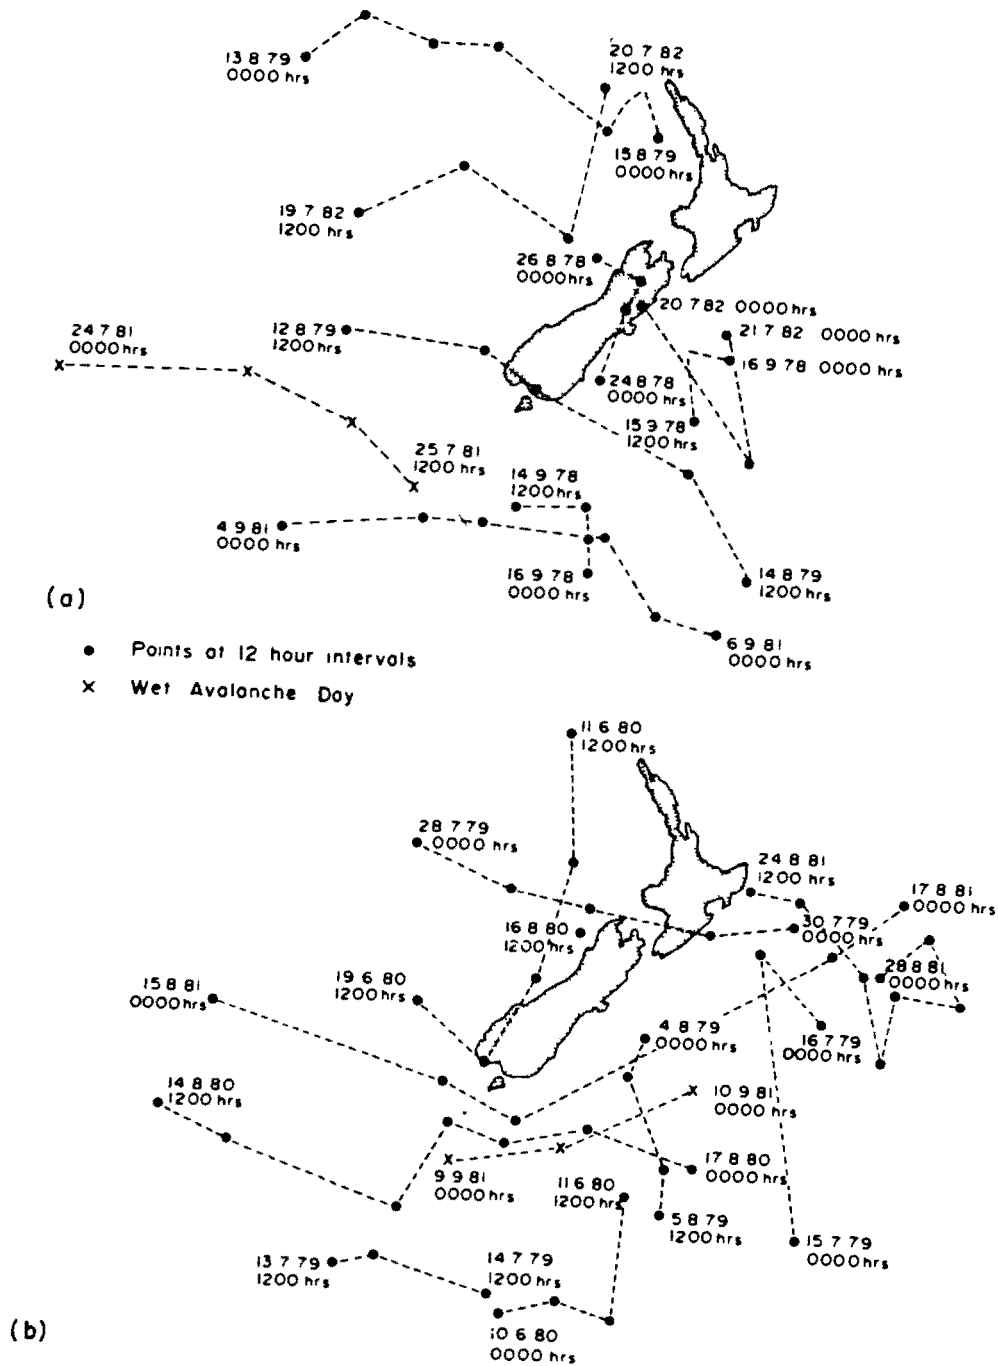 20 7 82
1200 hrs
13 8 79
0000 hrs
15 8 79
0000 hrs
19 7 82
1200 hrs
26 8 78
0000 hrs
20 7 82 0000 hrs
24 7 81
0000 hrs
12 8 79
1200 hrs
21 7 82 0000 hrs
16 9 78 0000 hrs
24 8 78
0000 hrs
15 9 78
1200 hrs
25 7 81
1200 hrs
14 9 78
1200 hrs
4 9 81
0000 hrs
16 9 78
0000 hrs
14 8 79
1200 hrs
6 9 81
0000 hrs
(a)
Points at 12 hour intervals
x Wet Avalanche Day
11 6 80
1200 hrs
28 7 79
0000 hrs
24 8 81
1200 hrs
17 8 81
0000 hrs
16 8 80
1200 hrs
30 7 79
0000 hrs
15 8 81
0000 hrs
19 6 80
1200 hrs
28 8 81
0000 hrs
4 8 79
0000 hrs
16 7 79
0000 hrs
14 8 80
1200 hrs
10 9 81
0000 hrs
9 9 81
0000 hrs
11 6 80
1200 hrs
17 8 80
0000 hrs
5 8 79
1200 hrs
15 7 79
0000 hrs
13 7 79
1200 hrs
14 7 79
1200 hrs
10 6 80
0000 hrs
(b)